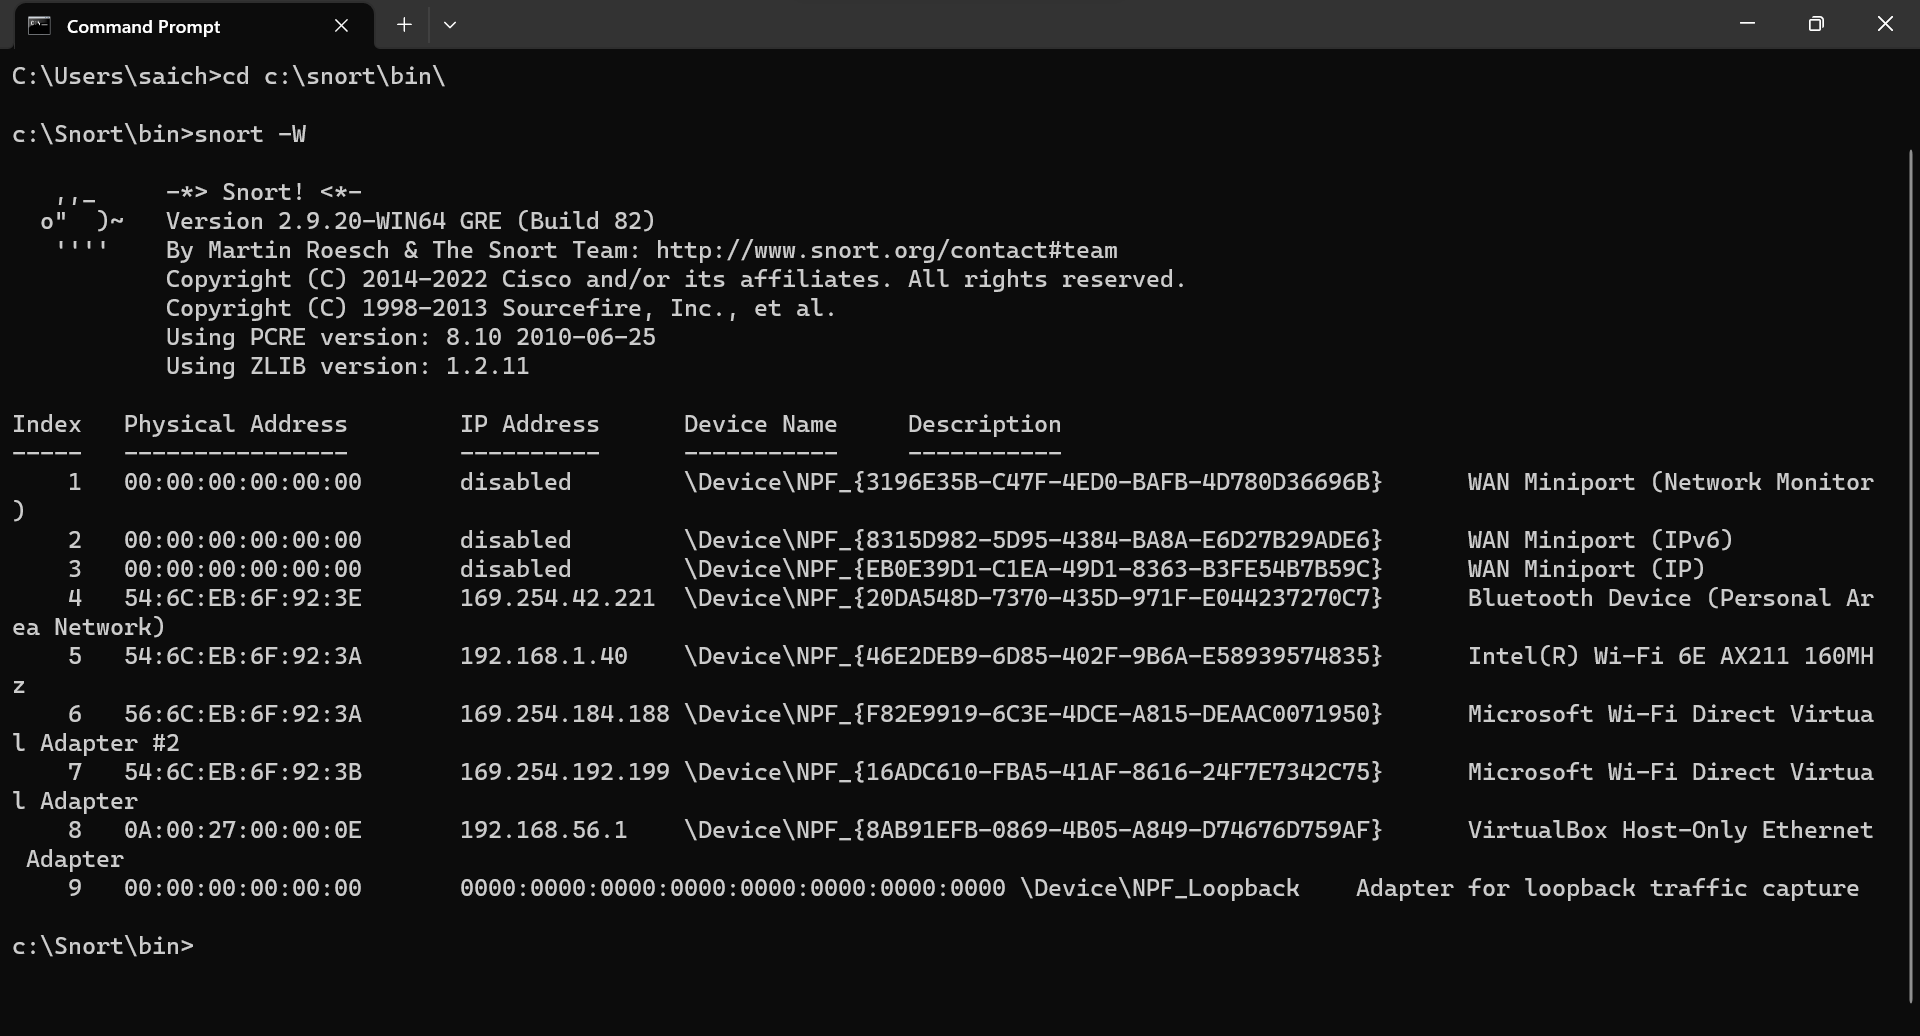 Command Prompt
C:\Users\saich>cd c:\snort\bin\
c:\Snort\bin>snort -W
   ,,_     -*> Snort! <*-
  o"  )~   Version 2.9.20-WIN64 GRE (Build 82)
   ''''    By Martin Roesch & The Snort Team: http://www.snort.org/contact#team
           Copyright (C) 2014-2022 Cisco and/or its affiliates. All rights reserved.
           Copyright (C) 1998-2013 Sourcefire, Inc., et al.
           Using PCRE version: 8.10 2010-06-25
           Using ZLIB version: 1.2.11
Index   Physical Address        IP Address      Device Name     Description
-----   ----------------        ----------      -----------     -----------
    1   00:00:00:00:00:00       disabled        \Device\NPF_{3196E35B-C47F-4ED0-BAFB-4D780D36696B}      WAN Miniport (Network Monitor
)
    2   00:00:00:00:00:00       disabled        \Device\NPF_{8315D982-5D95-4384-BA8A-E6D27B29ADE6}      WAN Miniport (IPv6)
    3   00:00:00:00:00:00       disabled        \Device\NPF_{EB0E39D1-C1EA-49D1-8363-B3FE54B7B59C}      WAN Miniport (IP)
    4   54:6C:EB:6F:92:3E       169.254.42.221  \Device\NPF_{20DA548D-7370-435D-971F-E044237270C7}      Bluetooth Device (Personal Ar
ea Network)
    5   54:6C:EB:6F:92:3A       192.168.1.40    \Device\NPF_{46E2DEB9-6D85-402F-9B6A-E58939574835}      Intel(R) Wi-Fi 6E AX211 160MH
z
    6   56:6C:EB:6F:92:3A       169.254.184.188 \Device\NPF_{F82E9919-6C3E-4DCE-A815-DEAAC0071950}      Microsoft Wi-Fi Direct Virtua
l Adapter #2
    7   54:6C:EB:6F:92:3B       169.254.192.199 \Device\NPF_{16ADC610-FBA5-41AF-8616-24F7E7342C75}      Microsoft Wi-Fi Direct Virtua
l Adapter
    8   0A:00:27:00:00:0E       192.168.56.1    \Device\NPF_{8AB91EFB-0869-4B05-A849-D74676D759AF}      VirtualBox Host-Only Ethernet
 Adapter
    9   00:00:00:00:00:00       0000:0000:0000:0000:0000:0000:0000:0000 \Device\NPF_Loopback    Adapter for loopback traffic capture
c:\Snort\bin>